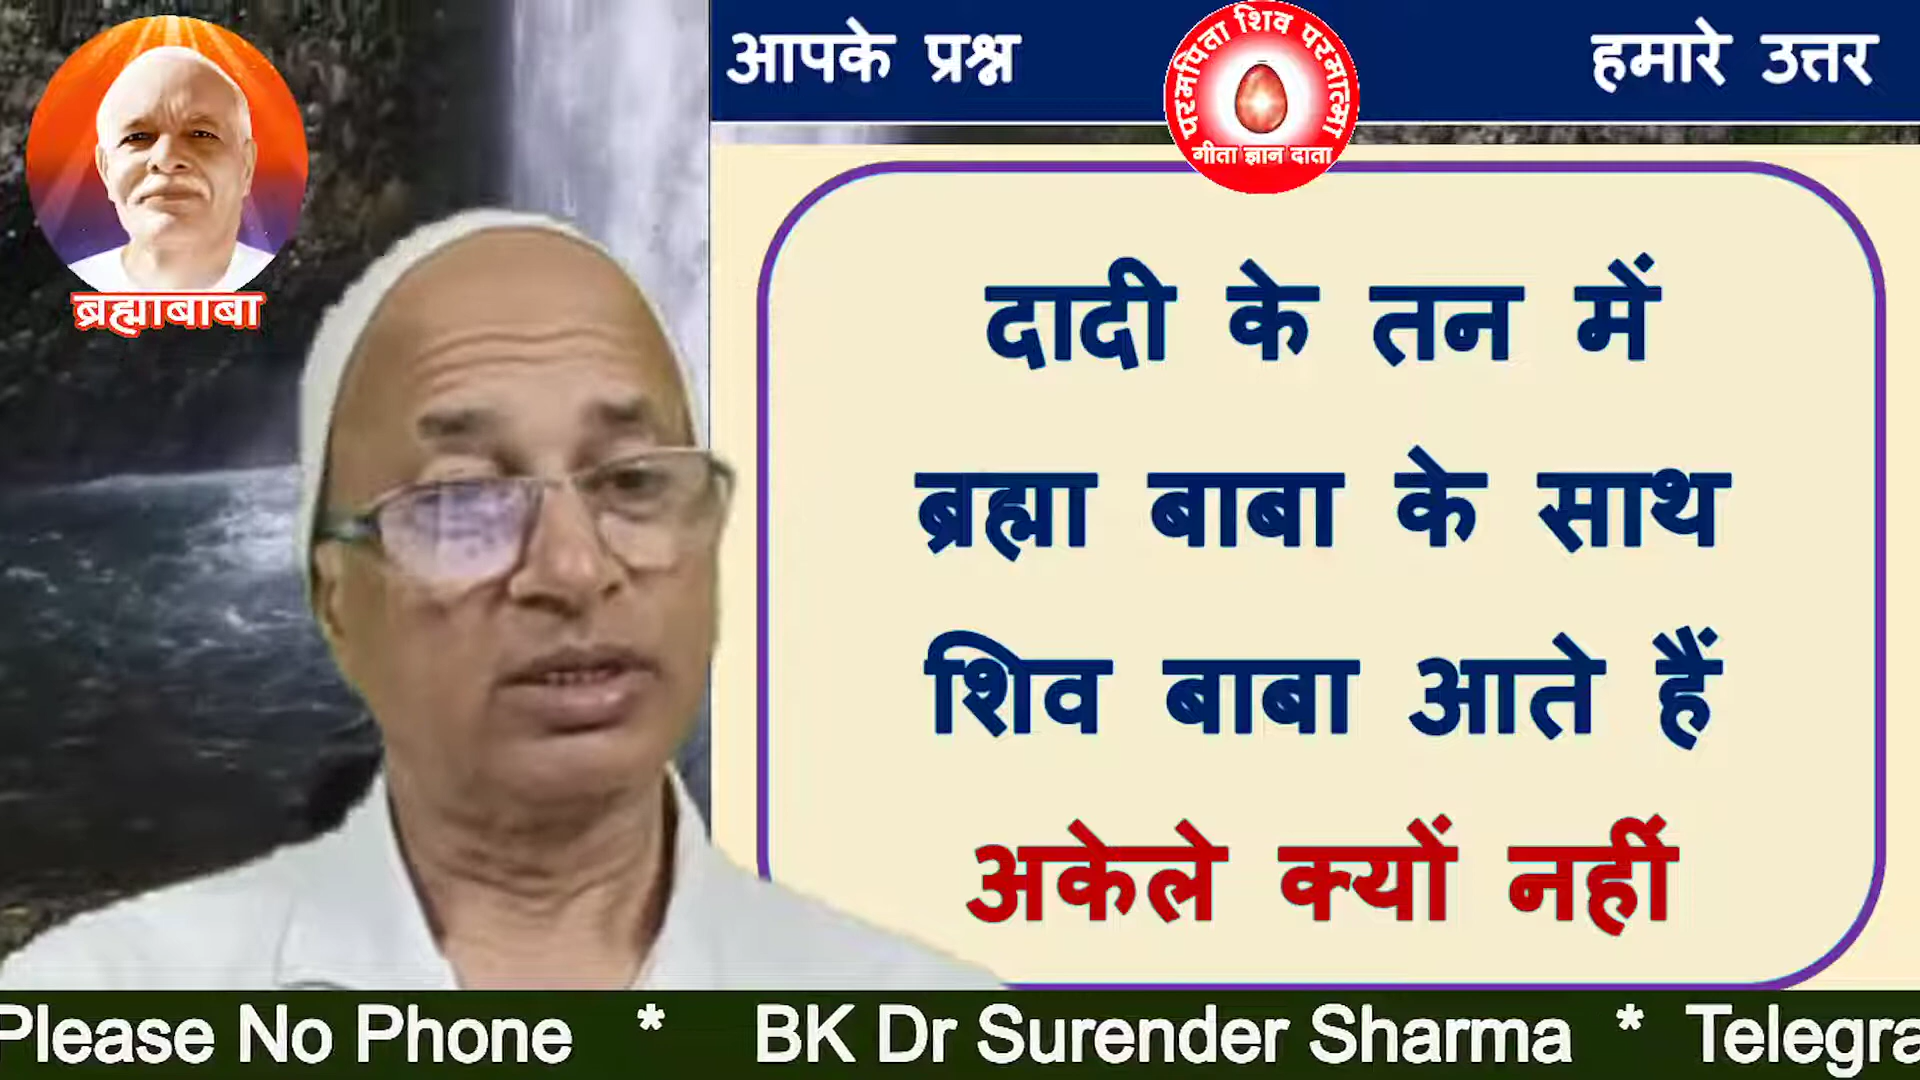 आपके प्रश्न
परमपिता शिव परमात्मा
गीता ज्ञान दाता
हमारे उत्तर
ब्रह्माबाबा
दादी के तन में
ब्रह्मा बाबा के साथ
शिव बाबा आते हैं
अकेले क्यों नहीं
Please No Phone * BK Dr Surender Sharma * Telegra